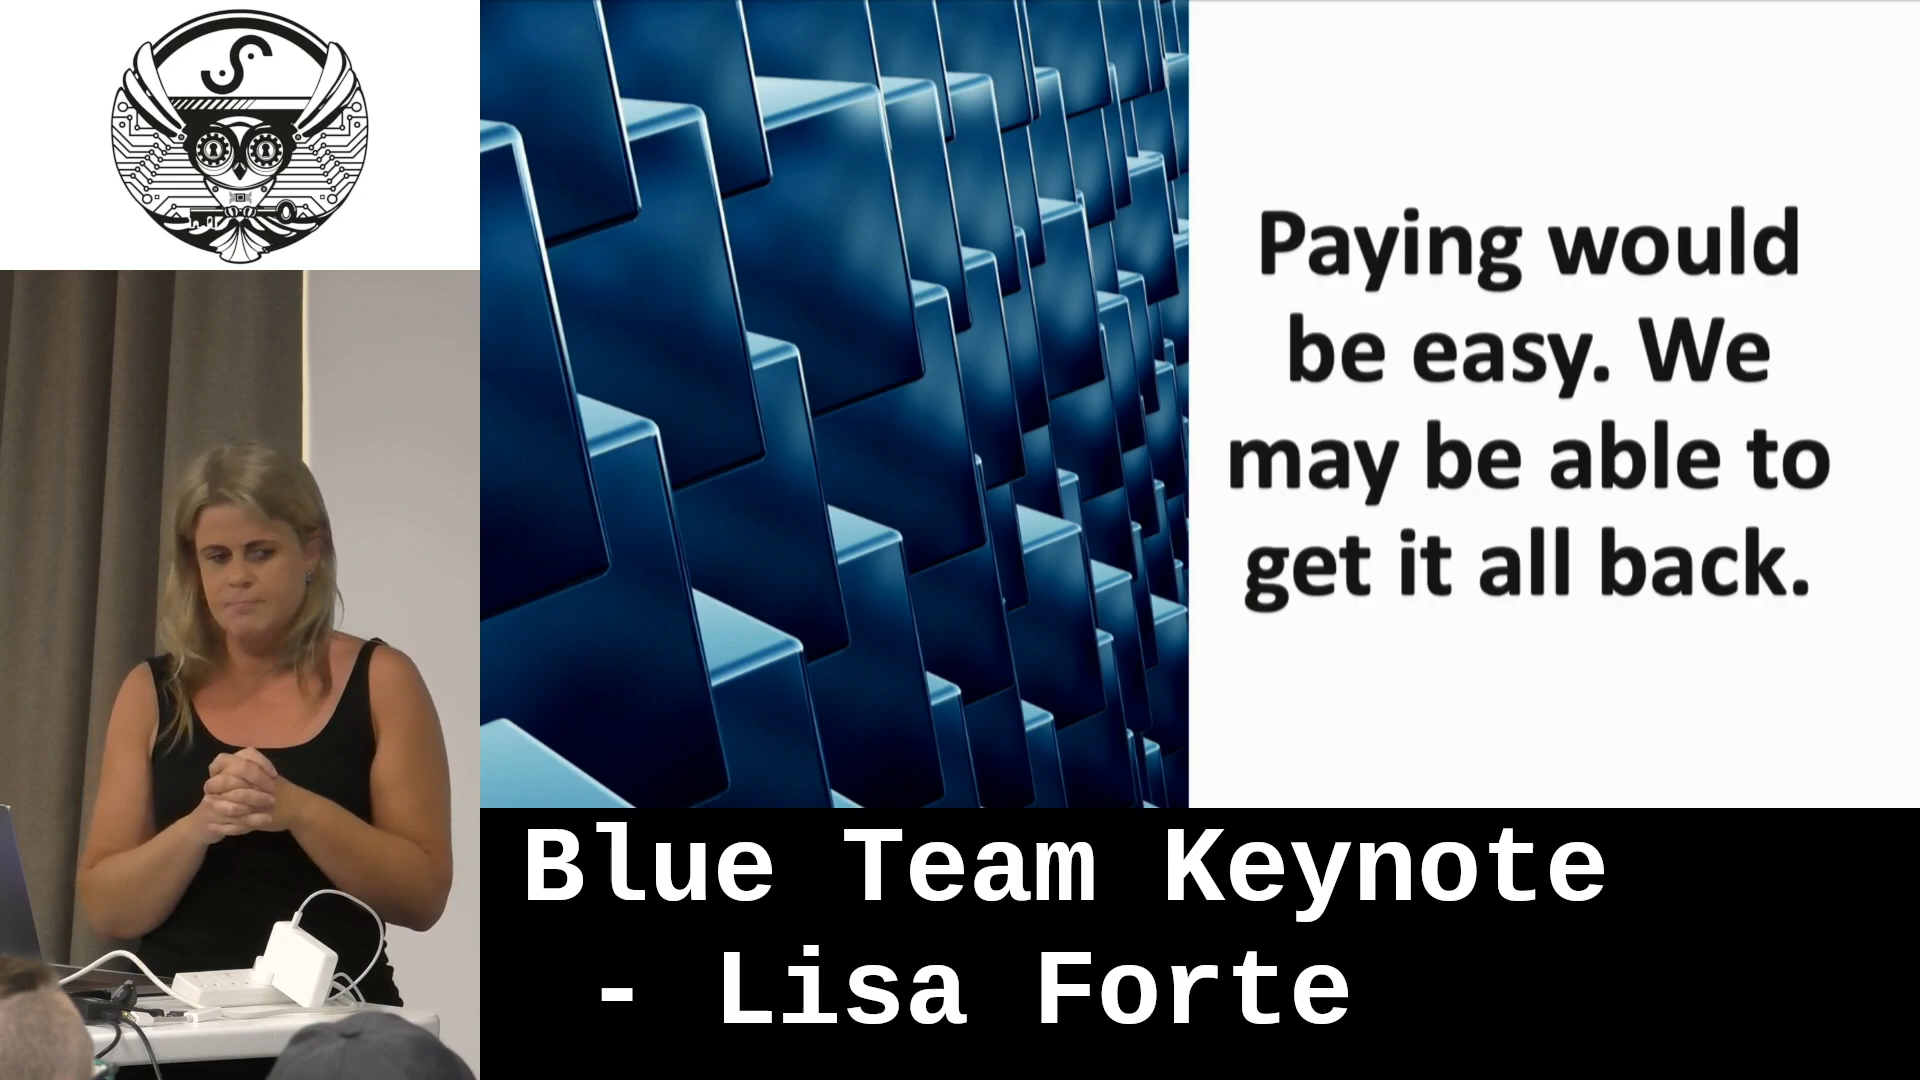 Paying would
be easy. We
may be able to
get it all back.
Blue Team Keynote
- Lisa Forte